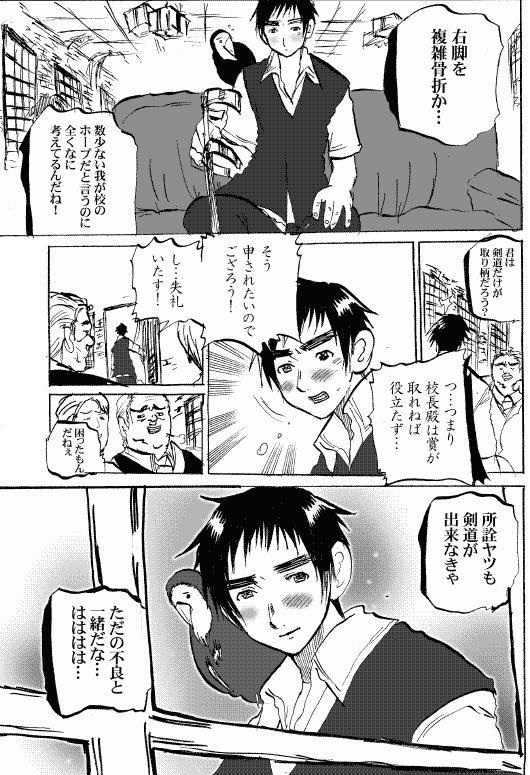 右脚を
複雑骨折か…
数少ない我が校の
ホープだと言うのに
全くなに
考えてるんだね！
君は
剣道だけが
取り柄だろう？
つ…つまり
校長殿は賞が
取れねば
役立たず…
そう
申されたいので
ござろう！
し…失礼
いたす！
困ったもん
だねぇ
所詮ヤツも
剣道が
出来なきゃ
ただの不良と
一緒だな…
はははは…